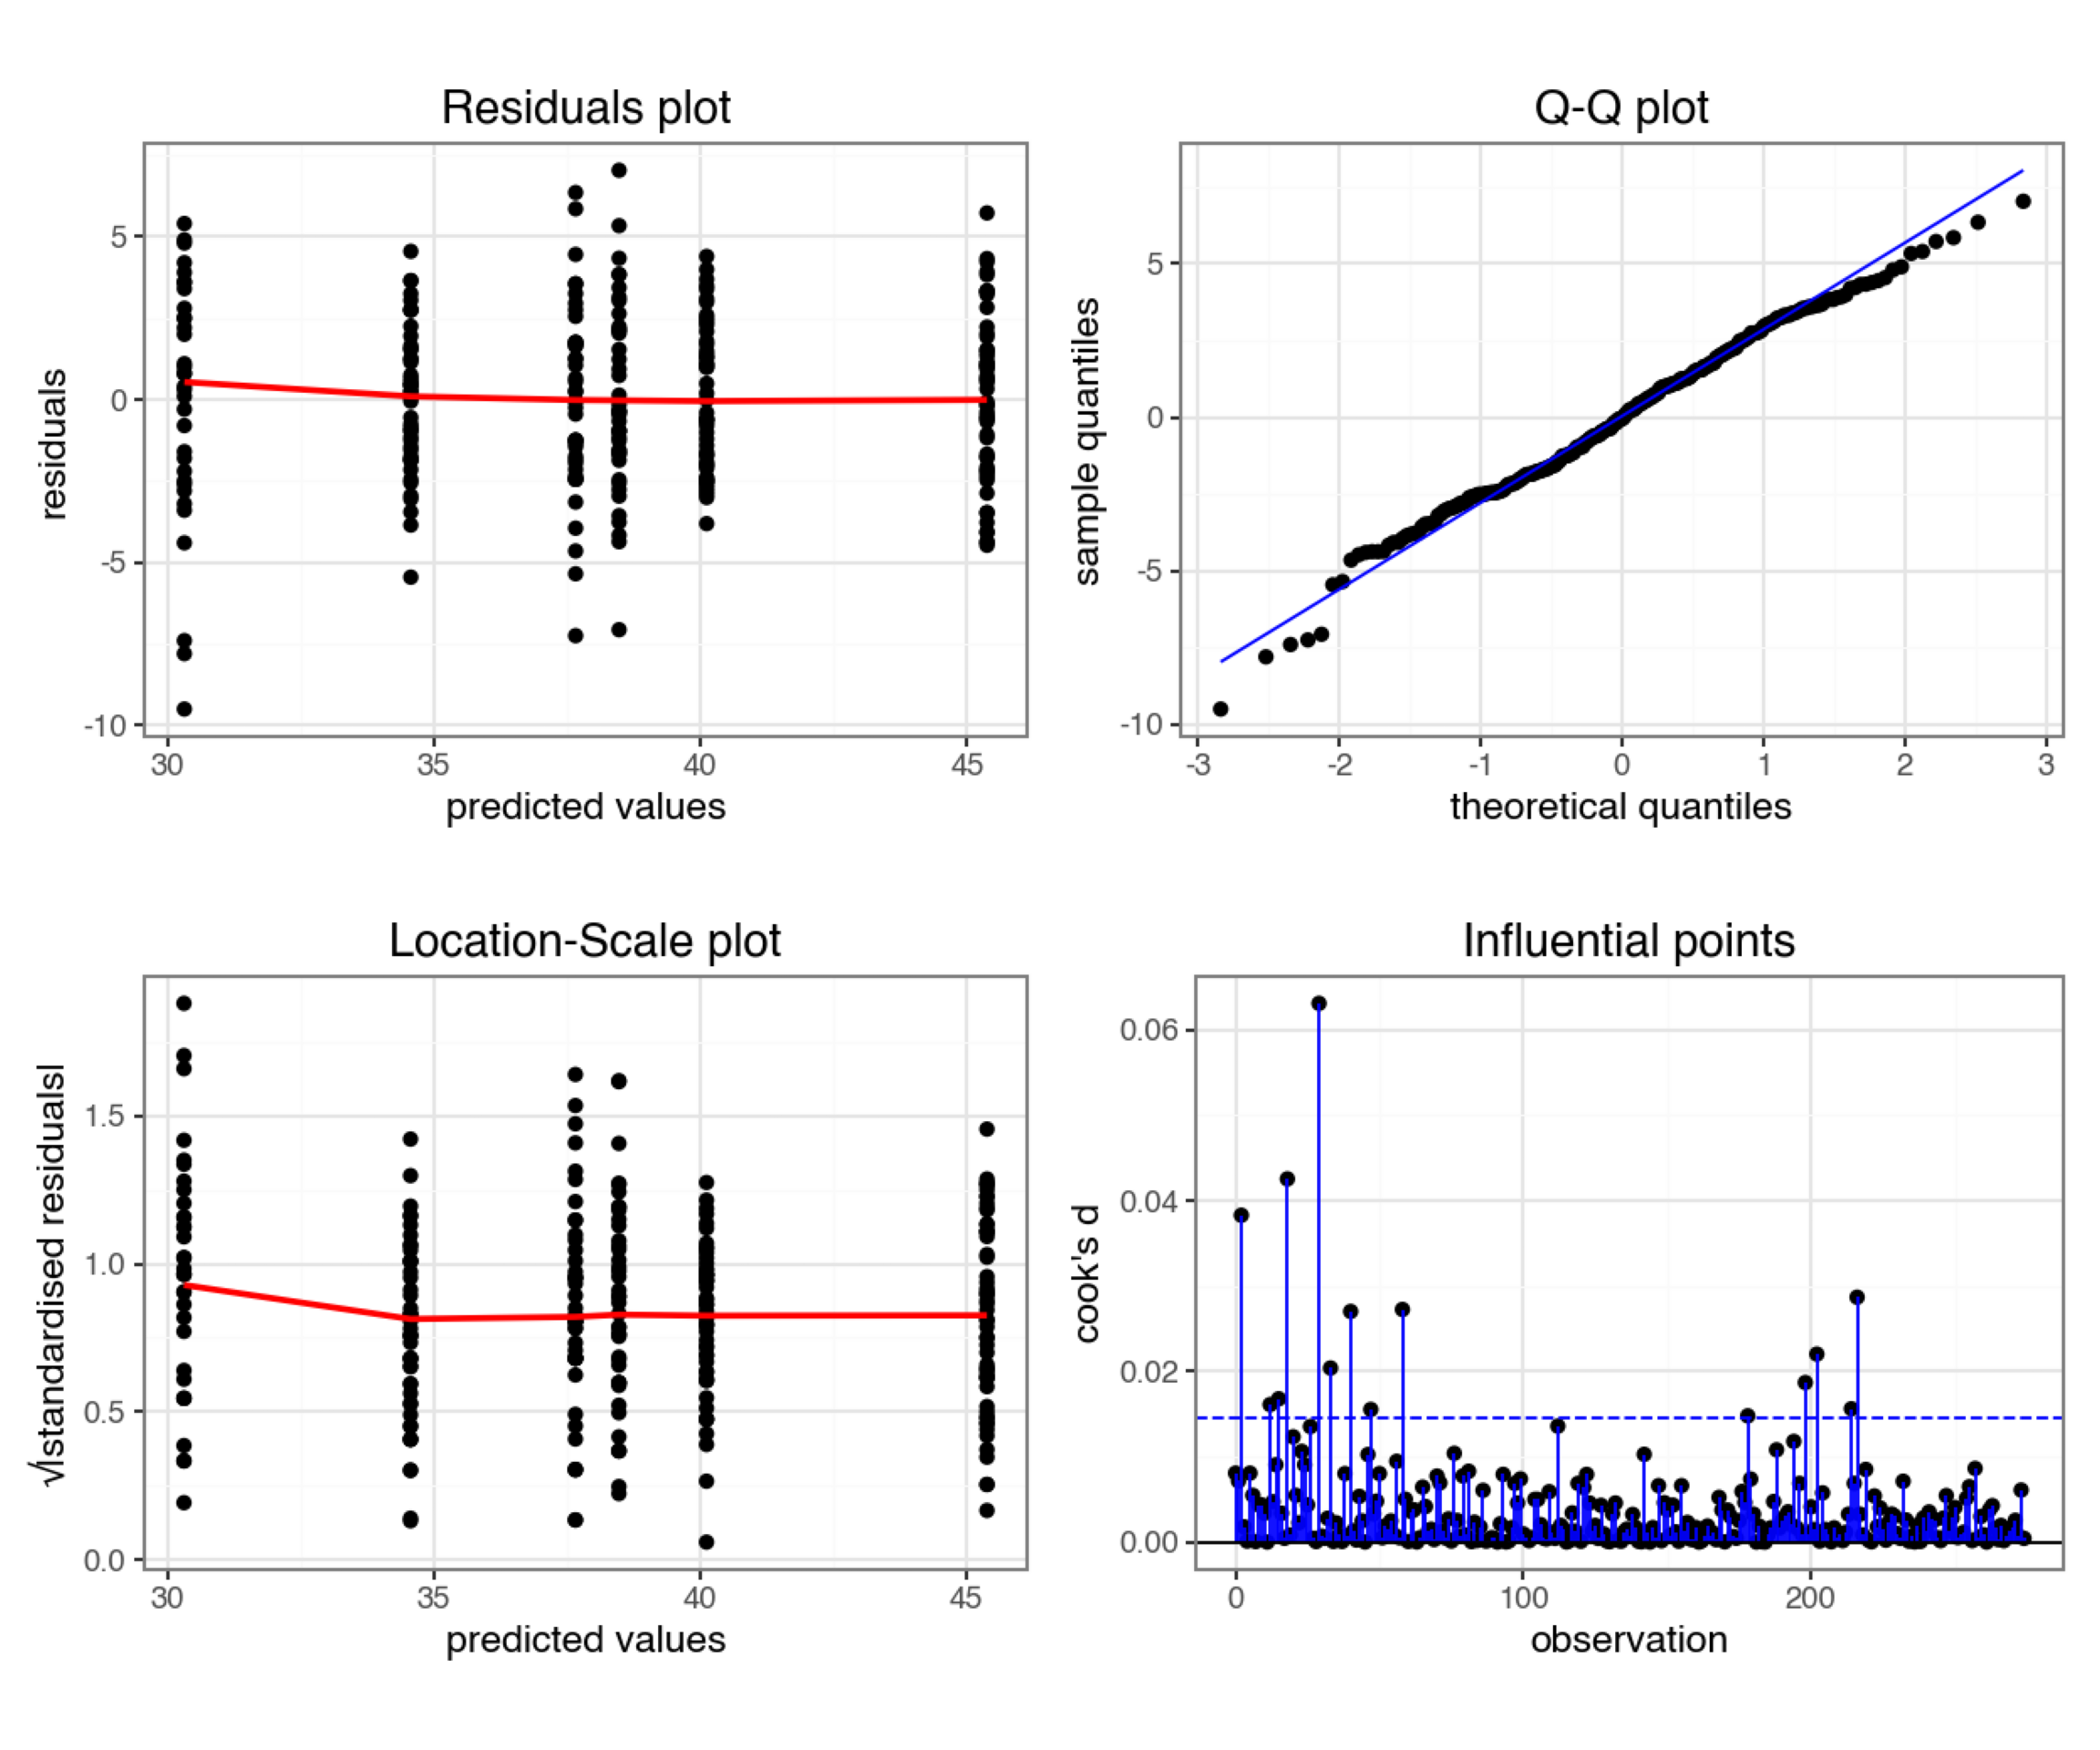 Residuals plot
5
0
-5
-10
residuals
30 35 40 45
predicted values
Q-Q plot
5
0
-5
-10
sample quantiles
-3 -2 -1 0 1 2 3
theoretical quantiles
Location-Scale plot
1.5
1.0
0.5
0.0
√|standardised residuals|
30 35 40 45
predicted values
Influential points
0.06
0.04
0.02
0.00
cook's d
0 100 200
observation